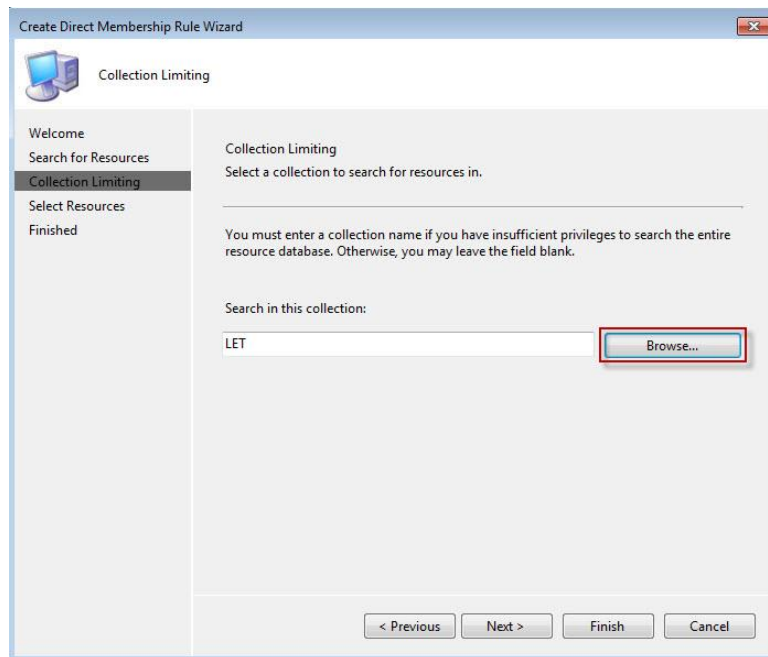 Create Direct Membership Rule Wizard
Collection Limiting
Welcome
Search for Resources
Collection Limiting
Select Resources
Finished
Collection Limiting
Select a collection to search for resources in.
You must enter a collection name if you have insufficient privileges to search the entire
resource database. Otherwise, you may leave the field blank.
Search in this collection:
LET
Browse...
< Previous
Next >
Finish
Cancel